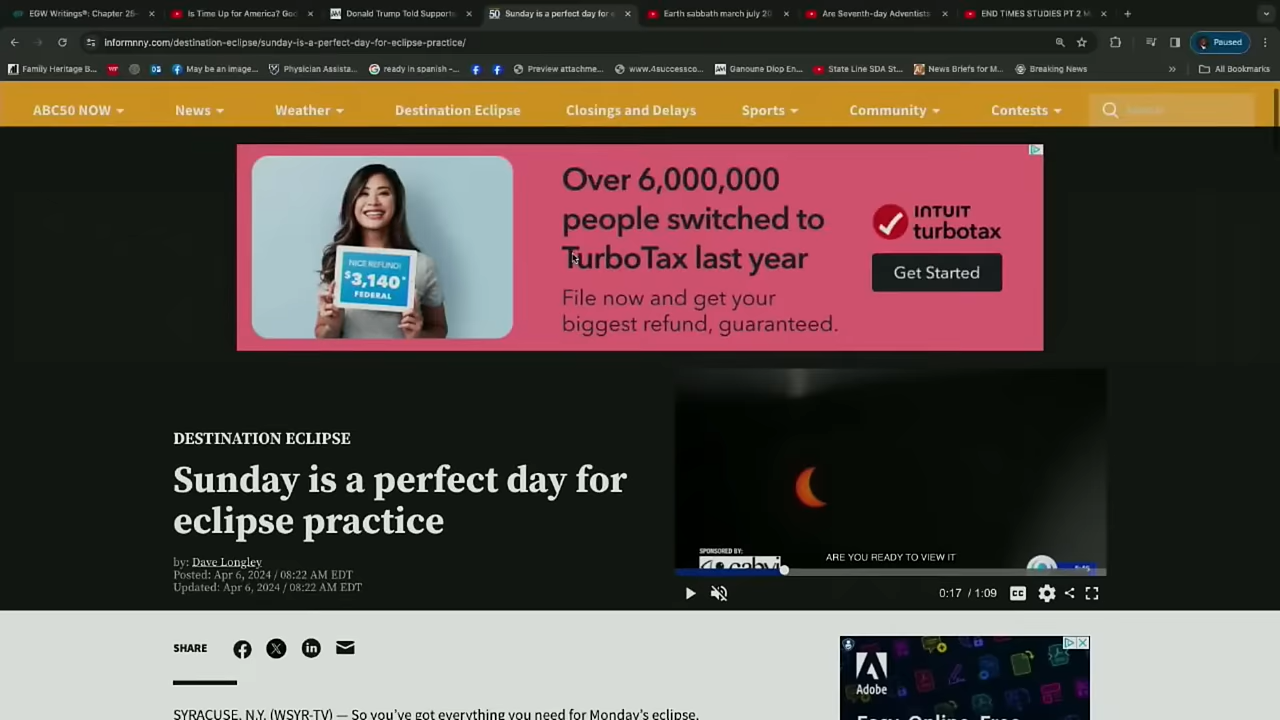 EGW Writings®: Chapter 25-
Is Time Up for America? Go
Donald Trump Told Support
Sunday is a perfect day for e
Earth sabbath march july 20
Are Seventh-day Adventists
END TIMES STUDIES PT 2 M
informnny.com/destination-eclipse/sunday-is-a-perfect-day-for-eclipse-practice/
Paused
Family Heritage B...
May be an image...
Physician Assista...
ready in spanish -...
Preview attachme...
www.4successco...
Ganoune Diop En...
State Line SDA St...
News Briefs for M...
Breaking News
»
All Bookmarks
ABC50 NOW
News
Weather
Destination Eclipse
Closings and Delays
Sports
Community
Contests
Over 6,000,000
people switched to
TurboTax last year
File now and get your
biggest refund, guaranteed.
NICE REFUND!
$3,140*
FEDERAL
INTUIT
turbotax
Get Started
DESTINATION ECLIPSE
Sunday is a perfect day for
eclipse practice
by: Dave Longley
Posted: Apr 6, 2024 / 08:22 AM EDT
Updated: Apr 6, 2024 / 08:22 AM EDT
SPONSORED BY:
ARE YOU READY TO VIEW IT
0:17 / 1:09
CC
SHARE
Adobe
SYRACUSE, N.Y. (WSYR-TV) — So you've got everything you need for Monday's eclipse,
Easy. Online. Free.